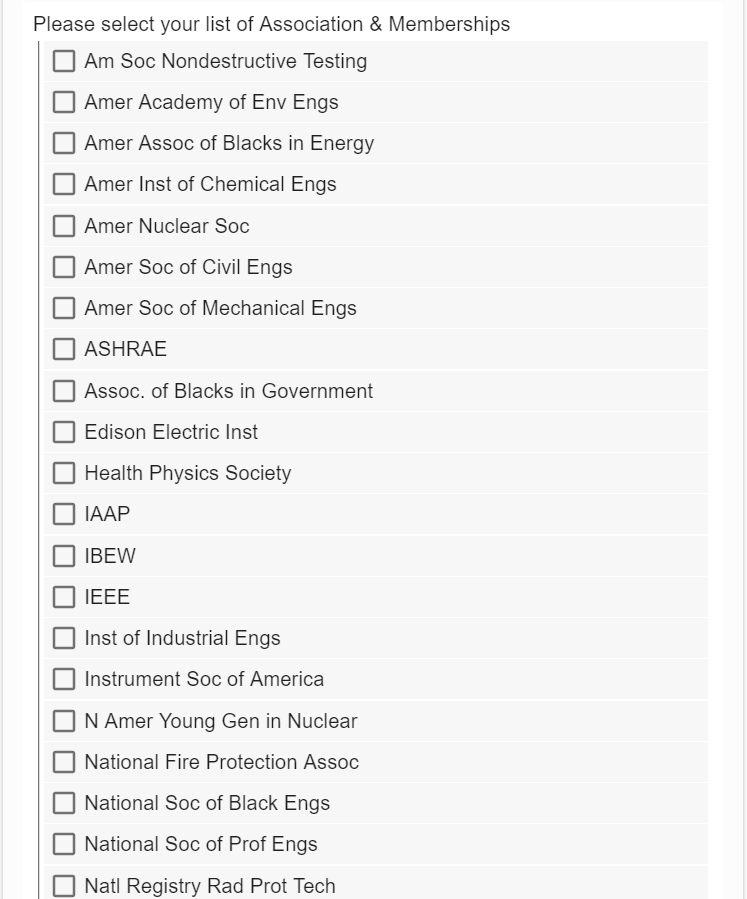 Please select your list of Association & Memberships
Am Soc Nondestructive Testing
Amer Academy of Env Engs
Amer Assoc of Blacks in Energy
Amer Inst of Chemical Engs
Amer Nuclear Soc
Amer Soc of Civil Engs
Amer Soc of Mechanical Engs
ASHRAE
Assoc. of Blacks in Government
Edison Electric Inst
Health Physics Society
IAAP
IBEW
IEEE
Inst of Industrial Engs
Instrument Soc of America
N Amer Young Gen in Nuclear
National Fire Protection Assoc
National Soc of Black Engs
National Soc of Prof Engs
Natl Registry Rad Prot Tech